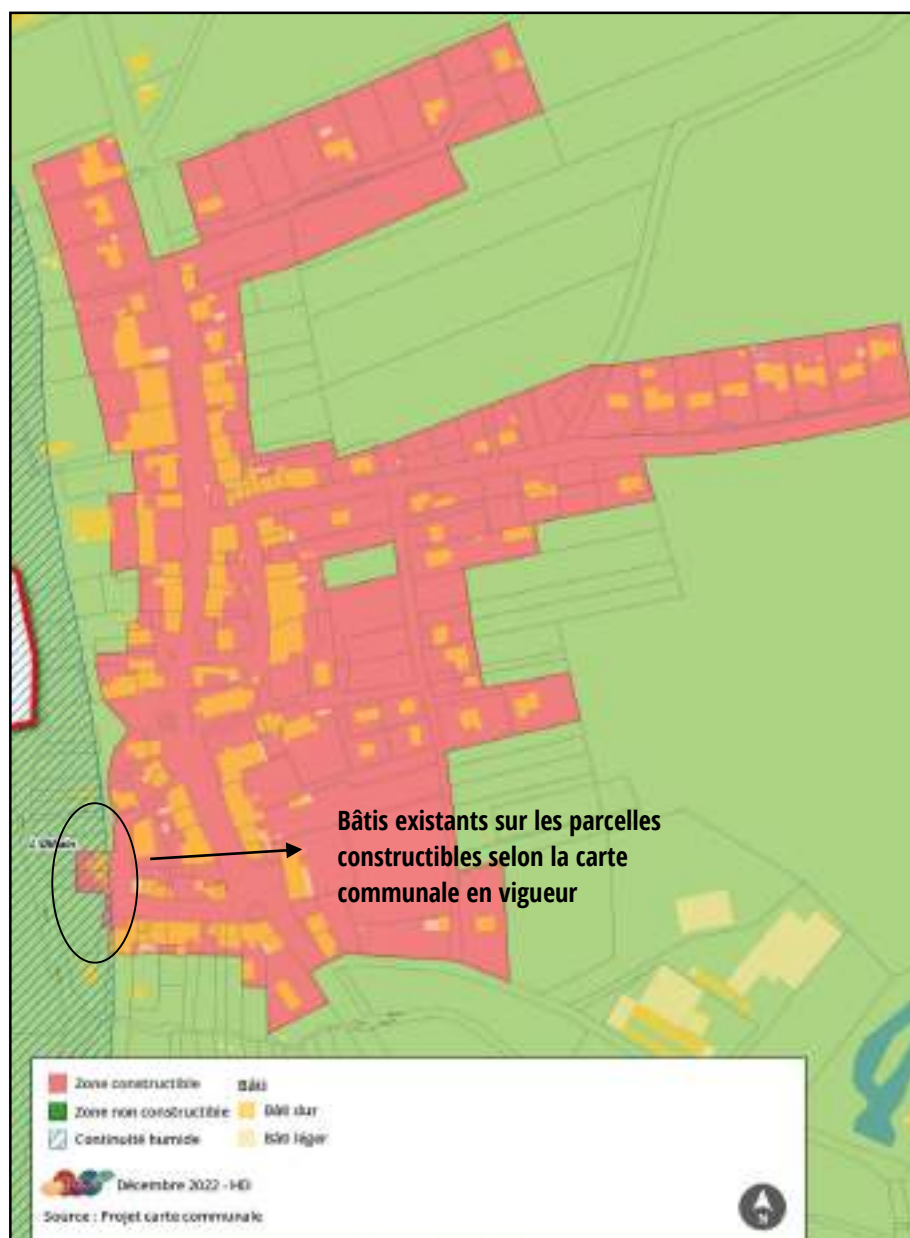 Bâtis existants sur les parcelles
constructibles selon la carte
communale en vigueur
Zone constructible
Zone non constructible
Continuité humide
Bâti
Bâti dur
Bâti léger
Décembre 2022 - HD
Source : Projet carte communale
N